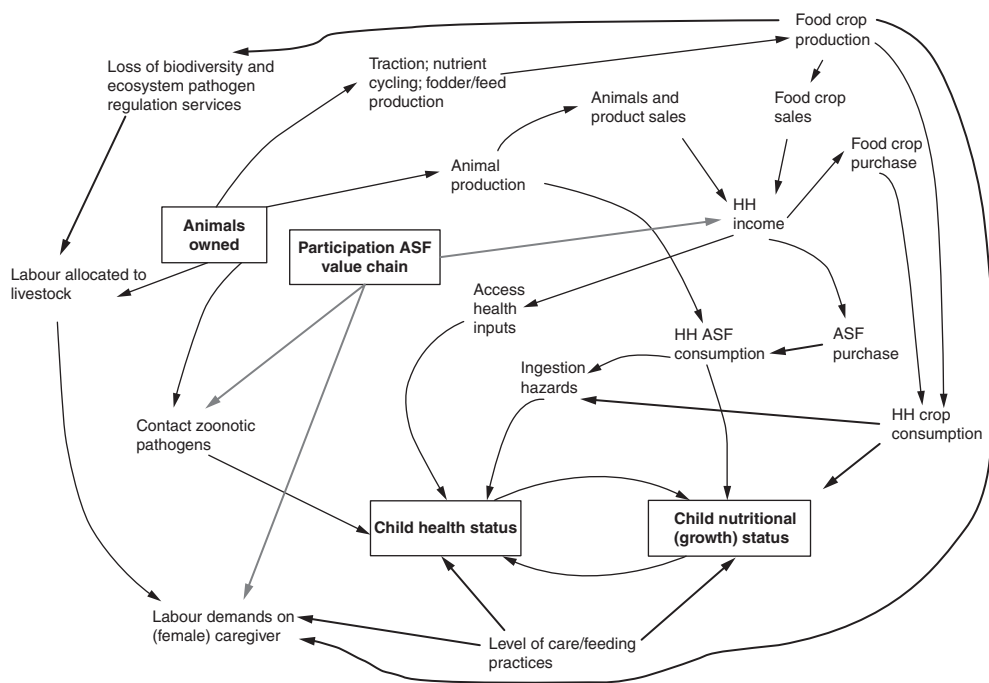 Food crop
production
Loss of biodiversity and
ecosystem pathogen
regulation services
Traction; nutrient
cycling; fodder/feed
production
Animals and
product sales
Food crop
sales
Food crop
purchase
Animal
production
HH
income
Animals
owned
Participation ASF
value chain
Labour allocated to
livestock
Access
health
inputs
HH ASF
consumption
ASF
purchase
Ingestion
hazards
HH crop
consumption
Contact zoonotic
pathogens
Child health status
Child nutritional
(growth) status
Labour demands on
(female) caregiver
Level of care/feeding
practices